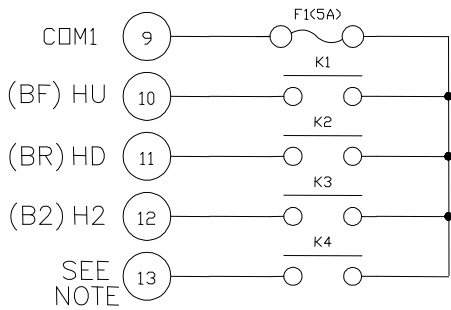 COM1 9 F1(5A)
K1
(BF) HU 10
K2
(BR) HD 11
K3
(B2) H2 12
K4
SEE 13
NOTE